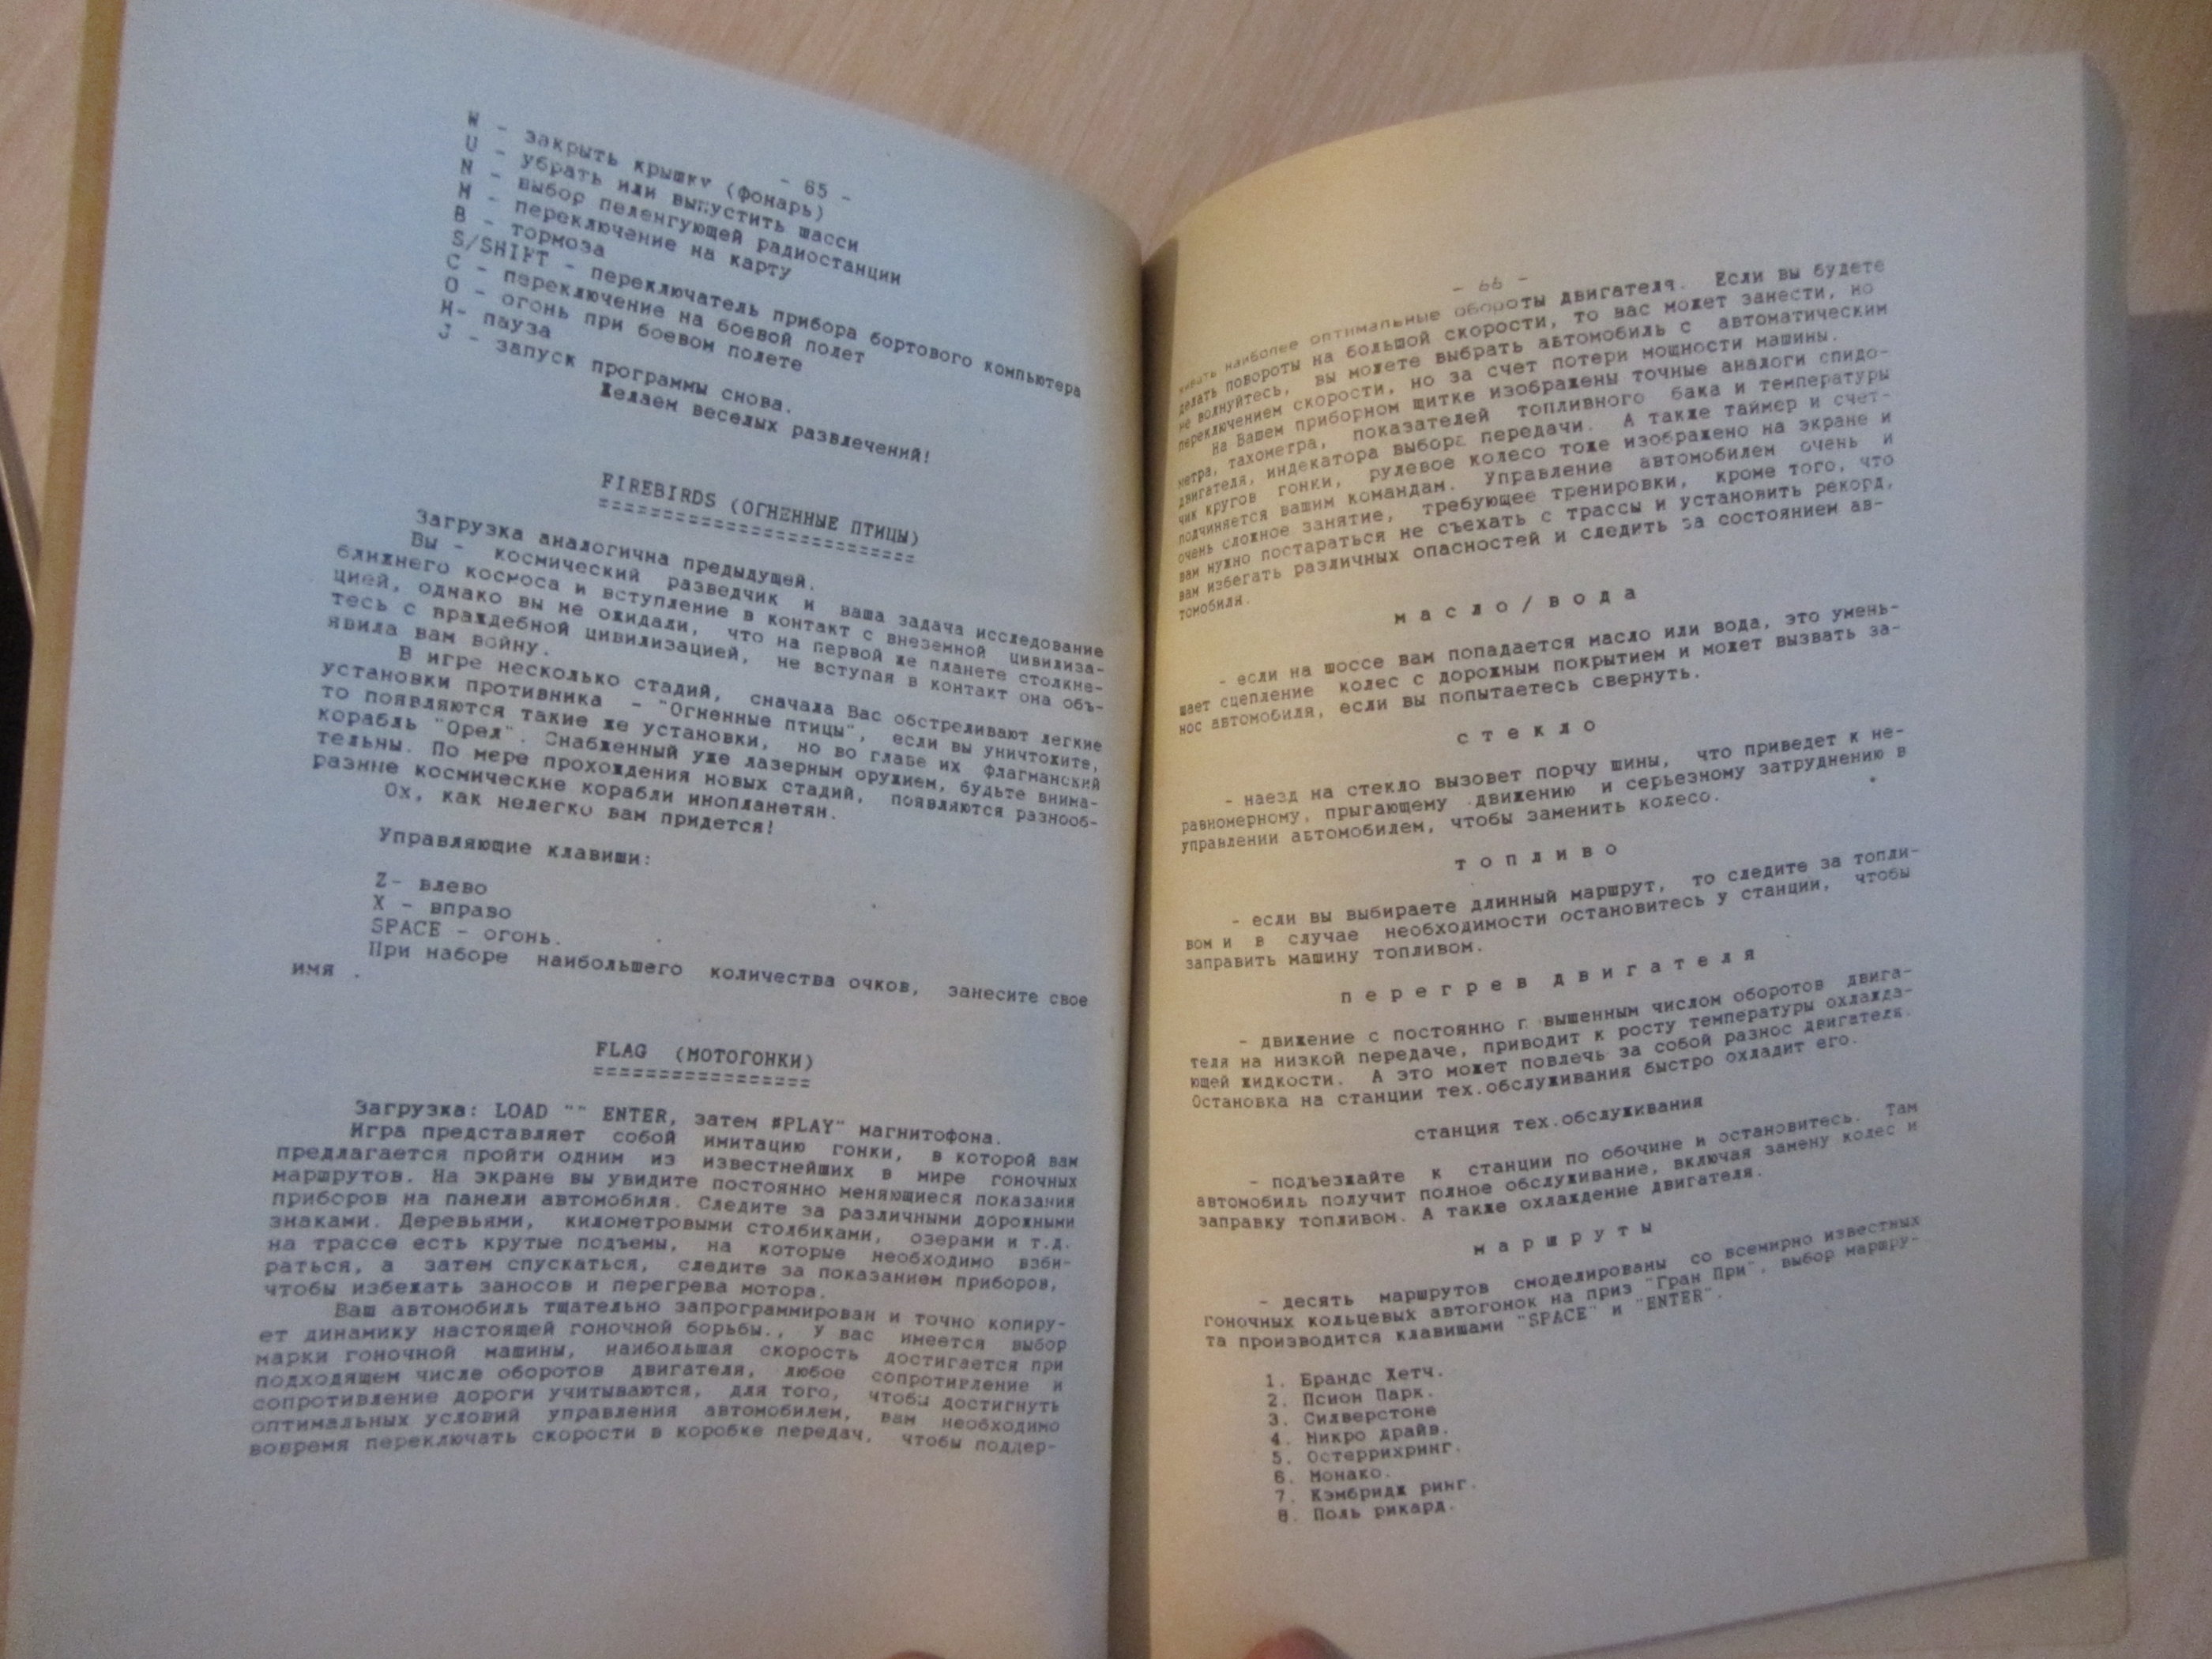 - 65 -
W - закрыть крышку (фонарь)
U - убрать или выпустить шасси
N - выбор пеленгующей радиостанции
M - переключение на карту
B - тормоза
S/SHIFT - переключатель прибора бортового компьютера
C - переключение на боевой полет
O - огонь при боевом полете
H- пауза
J - запуск программы снова.
Желаем веселых развлечений!
FIREBIRDS (ОГНЕННЫЕ ПТИЦЫ)
========================
Загрузка аналогична предыдущей.
Вы - космический разведчик и ваша задача исследование
ближнего космоса и вступление в контакт с внеземной цивилиза-
цией, однако вы не ожидали, что на первой же планете столкне-
тесь с враждебной цивилизацией, не вступая в контакт она объ-
явила вам войну.
В игре несколько стадий, сначала Вас обстреливают легкие
установки противника - "Огненные птицы", если вы уничтожите,
то появляются такие же установки, но во главе их флагманский
корабль "Орел". Снабженный уже лазерным оружием, будьте внима-
тельны. По мере прохождения новых стадий, появляются разнооб-
разние космические корабли инопланетян.
Ох, как нелегко вам придется!
Управляющие клавиши:
Z- влево
X - вправо
SPACE - огонь.
При наборе наибольшего количества очков, занесите свое
имя .
FLAG (МОТОГОНКИ)
=================
Загрузка: LOAD "" ENTER, затем #PLAY" магнитофона.
Игра представляет собой имитацию гонки, в которой вам
предлагается пройти одним из известнейших в мире гоночных
маршрутов. На экране вы увидите постоянно меняющиеся показания
приборов на панели автомобиля. Следите за различными дорожными
знаками. Деревьями, километровыми столбиками, озерами и т.д.
на трассе есть крутые подъемы, на которые необходимо взби-
раться, а затем спускаться, следите за показанием приборов,
чтобы избежать заносов и перегрева мотора.
Ваш автомобиль тщательно запрограммирован и точно копиру-
ет динамику настоящей гоночной борьбы., у вас имеется выбор
марки гоночной машины, наибольшая скорость достигается при
подходящем числе оборотов двигателя, любое сопротивление и
сопротивление дороги учитываются, для того, чтобы достигнуть
оптимальных условий управления автомобилем, вам необходимо
вовремя переключать скорости в коробке передач, чтобы поддер-
- 66 -
живать наиболее оптимальные обороты двигателя. Если вы будете
делать повороты на большой скорости, то вас может занести, но
не волнуйтесь, вы можете выбрать автомобиль с автоматическим
переключением скорости, но за счет потери мощности машины.
На Вашем приборном щитке изображены точные аналоги спидо-
метра, тахометра, показателей топливного бака и температуры
двигателя, индекатора выбора передачи. А также таймер и счет-
чик кругов гонки, рулевое колесо тоже изображено на экране и
подчиняется вашим командам. Управление автомобилем очень и
очень сложное занятие, требующее тренировки, кроме того, что
вам нужно постараться не съехать с трассы и установить рекорд,
вам избегать различных опасностей и следить за состоянием ав-
томобиля.
м а с л о / в о д а
- если на шоссе вам попадается масло или вода, это умень-
шает сцепление колес с дорожным покрытием и может вызвать за-
нос автомобиля, если вы попытаетесь свернуть.
с т е к л о
- наезд на стекло вызовет порчу шины, что приведет к не-
равномерному, прыгающему движению и серьезному затруднению в
управлении автомобилем, чтобы заменить колесо.
т о п л и в о
- если вы выбираете длинный маршрут, то следите за топли-
вом и в случае необходимости остановитесь у станции, чтобы
заправить машину топливом.
п е р е г р е в д в и г а т е л я
- движение с постоянно вышенным числом оборотов двига-
теля на низкой передаче, приводит к росту температуры охлажда-
ющей жидкости. А это может повлечь за собой разнос двигателя.
Остановка на станции тех.обслуживания быстро охладит его.
станция тех.обслуживания
- подъезжайте к станции по обочине и остановитесь. Там
автомобиль получит полное обслуживание, включая замену колес и
заправку топливом. А также охлаждение двигателя.
м а р ш р у т ы
- десять маршрутов смоделированы со всемирно известных
гоночных кольцевых автогонок на приз "Гран При", выбор маршру-
та производится клавишами "SPACE" и "ENTER".
1. Брандс Хетч.
2. Псион Парк.
3. Силверстоне
4. Микро драйв.
5. Остеррихринг.
6. Монако.
7. Кэмбридж ринг.
8. Поль рикард.